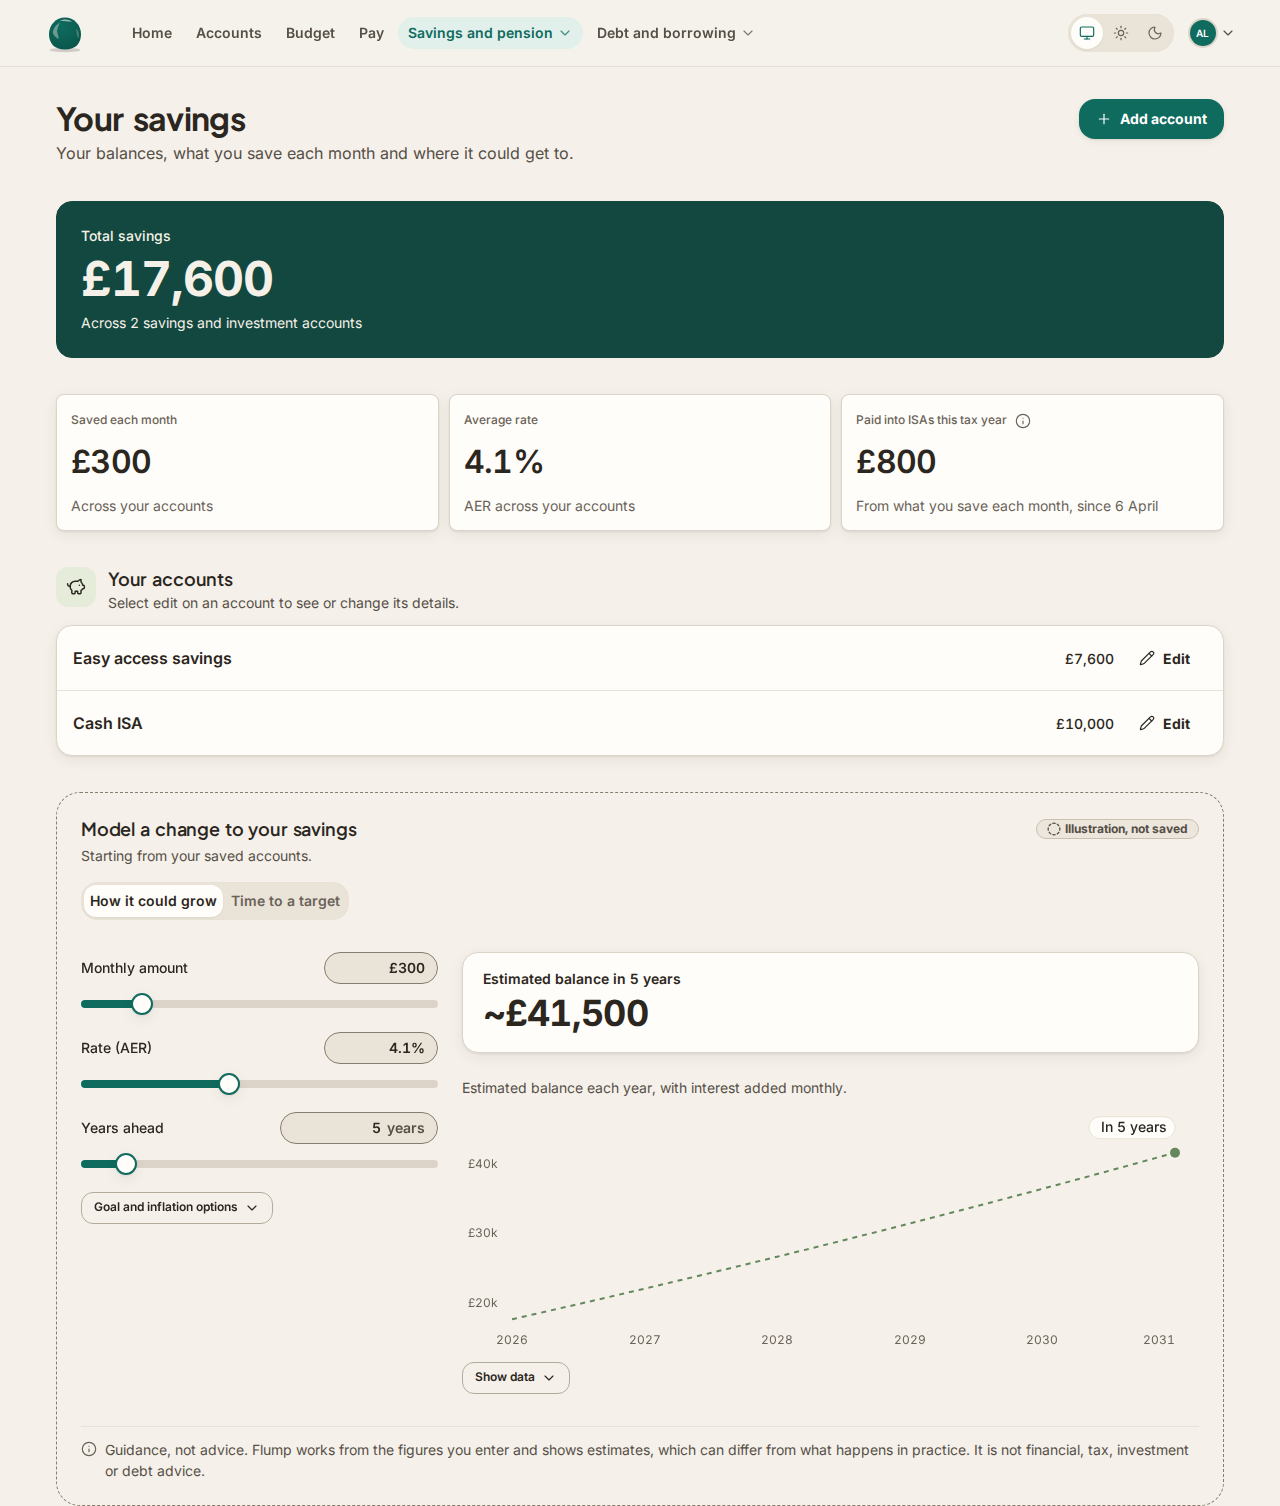 Home
Accounts
Budget
Pay
Savings and pension
Debt and borrowing
AL
Your savings
Your balances, what you save each month and where it could get to.
Add account
Total savings
£17,600
Across 2 savings and investment accounts
Saved each month
£300
Across your accounts
Average rate
4.1%
AER across your accounts
Paid into ISAs this tax year
£800
From what you save each month, since 6 April
Your accounts
Select edit on an account to see or change its details.
Easy access savings
£7,600
Edit
Cash ISA
£10,000
Edit
Model a change to your savings
Illustration, not saved
Starting from your saved accounts.
How it could grow
Time to a target
Monthly amount
£300
Rate (AER)
4.1%
Years ahead
5 years
Goal and inflation options
Estimated balance in 5 years
~£41,500
Estimated balance each year, with interest added monthly.
In 5 years
£40k
£30k
£20k
2026
2027
2028
2029
2030
2031
Show data
Guidance, not advice. Flump works from the figures you enter and shows estimates, which can differ from what happens in practice. It is not financial, tax, investment
or debt advice.